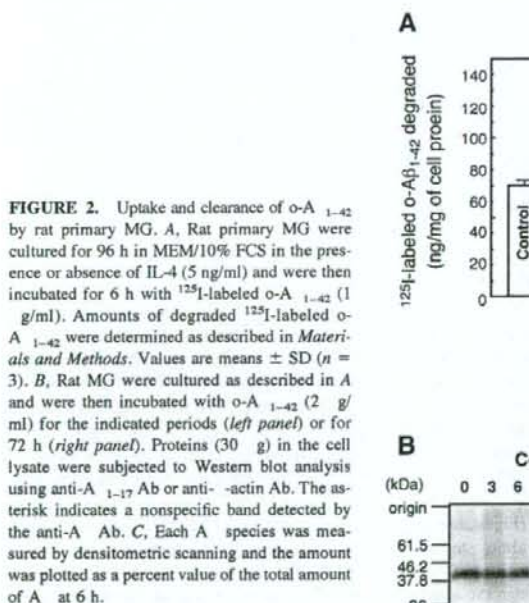 FIGURE 2. Uptake and clearance of o-A 1–42
by rat primary MG. A, Rat primary MG were
cultured for 96 h in MEM/10% FCS in the pres-
ence or absence of IL-4 (5 ng/ml) and were then
incubated for 6 h with 125I-labeled o-A 1–42 (1
g/ml). Amounts of degraded 125I-labeled o-
A 1–42 were determined as described in Materi-
als and Methods. Values are means ± SD (n =
3). B, Rat MG were cultured as described in A
and were then incubated with o-A 1–42 (2 g/
ml) for the indicated periods (left panel) or for
72 h (right panel). Proteins (30 g) in the cell
lysate were subjected to Western blot analysis
using anti-A 1–17 Ab or anti- -actin Ab. The as-
terisk indicates a nonspecific band detected by
the anti-A Ab. C, Each A species was mea-
sured by densitometric scanning and the amount
was plotted as a percent value of the total amount
of A at 6 h.
A
125I-labeled o-Aβ1-42 degraded
(ng/mg of cell proein)
140
120
100
80
60
40
20
0
Control
B
(kDa) 0 3 6
origin
61.5
46.2
37.8